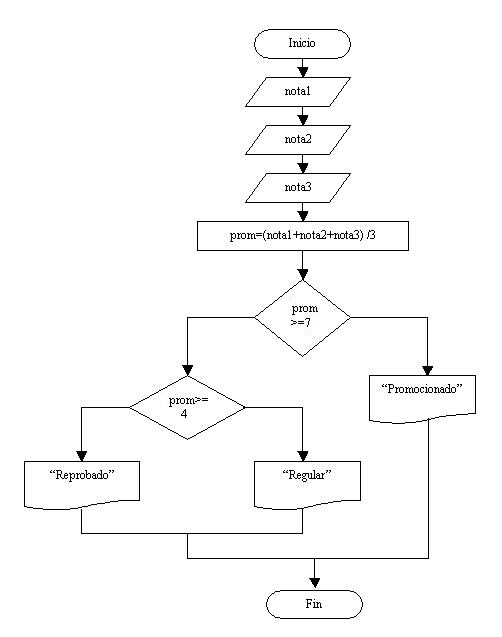 Inicio
nota1
nota2
nota3
prom=(nota1+nota2+nota3) /3
prom
>=7
“Promocionado”
prom>=
4
“Reprobado”
“Regular”
Fin